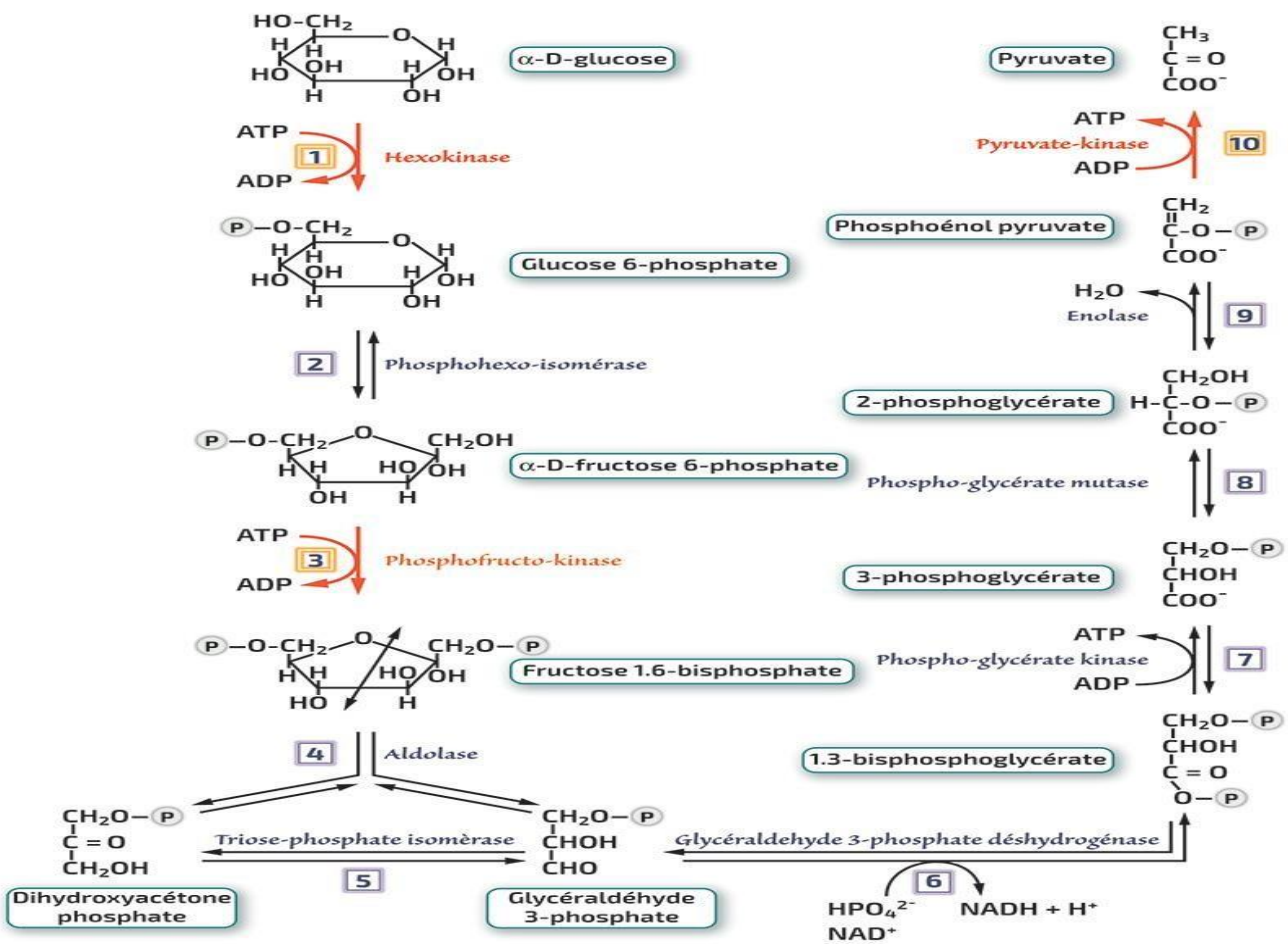 HO-CH₂
O
H
H
H
OH
H
HO
OH
H
OH
α-D-glucose
ATP
1
Hexokinase
ADP
P-O-CH₂
O
H
H
H
OH
H
HO
OH
H
OH
Glucose 6-phosphate
2
Phosphohexo-isomérase
P-O-CH₂
O
CH₂OH
H
H
HO
OH
OH
H
α-D-fructose 6-phosphate
ATP
3
Phosphofructo-kinase
ADP
P-O-CH₂
O
CH₂O-P
H
H
HO
OH
HO
H
Fructose 1.6-bisphosphate
4
Aldolase
CH₂O-P
C = O
CH₂OH
Dihydroxyacétone
phosphate
Triose-phosphate isomèrase
5
CH₂O-P
CHOH
CHO
Glycéraldéhyde
3-phosphate
Glycéraldehyde 3-phosphate déshydrogénase
6
HPO₄²⁻
NAD⁺
NADH + H⁺
1.3-bisphosphoglycérate
CH₂O-P
CHOH
C = O
O-P
ATP
Phospho-glycérate kinase
7
ADP
3-phosphoglycérate
CH₂O-P
CHOH
COO⁻
Phospho-glycérate mutase
8
2-phosphoglycérate
CH₂OH
H-C-O-P
COO⁻
H₂O
Enolase
9
Phosphoénol pyruvate
CH₂
C-O-P
COO⁻
ATP
Pyruvate-kinase
10
ADP
Pyruvate
CH₃
C = O
COO⁻